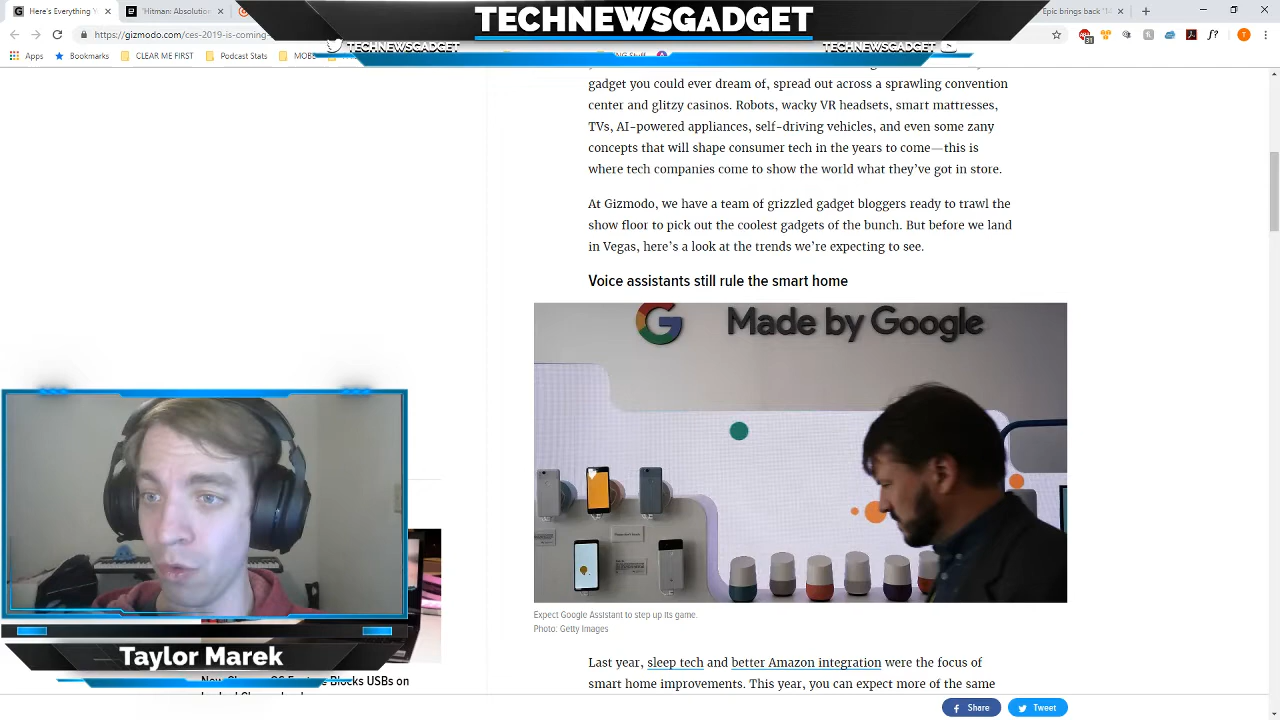 Here's Everything Y
'Hitman: Absolution
Epic brings back '14
https://gizmodo.com/ces-2019-is-coming-
TECHNEWSGADGET
TECHNEWSGADGET
TECHNEWSGADGET
Apps
Bookmarks
CLEAR ME FIRST
Podcast Stats
31
T
gadget you could ever dream of, spread out across a sprawling convention
center and glitzy casinos. Robots, wacky VR headsets, smart mattresses,
TVs, AI-powered appliances, self-driving vehicles, and even some zany
concepts that will shape consumer tech in the years to come—this is
where tech companies come to show the world what they've got in store.
At Gizmodo, we have a team of grizzled gadget bloggers ready to trawl the
show floor to pick out the coolest gadgets of the bunch. But before we land
in Vegas, here's a look at the trends we're expecting to see.
Voice assistants still rule the smart home
G Made by Google
Expect Google Assistant to step up its game.
Photo: Getty Images
Last year, sleep tech and better Amazon integration were the focus of
smart home improvements. This year, you can expect more of the same
Taylor Marek
Blocks USBs on
Share
Tweet